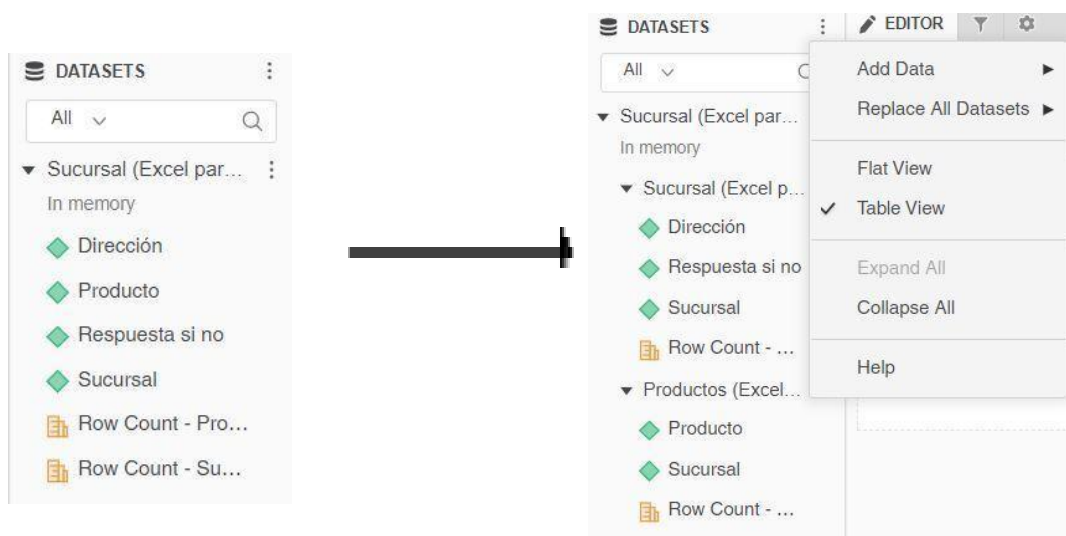 DATASETS
All
Sucursal (Excel par...
In memory
Dirección
Producto
Respuesta si no
Sucursal
Row Count - Pro...
Row Count - Su...
DATASETS
All
Sucursal (Excel par...
In memory
Sucursal (Excel p...
Dirección
Respuesta si no
Sucursal
Row Count - ...
Productos (Excel...
Producto
Sucursal
Row Count - ...
EDITOR
Add Data
Replace All Datasets
Flat View
Table View
Expand All
Collapse All
Help